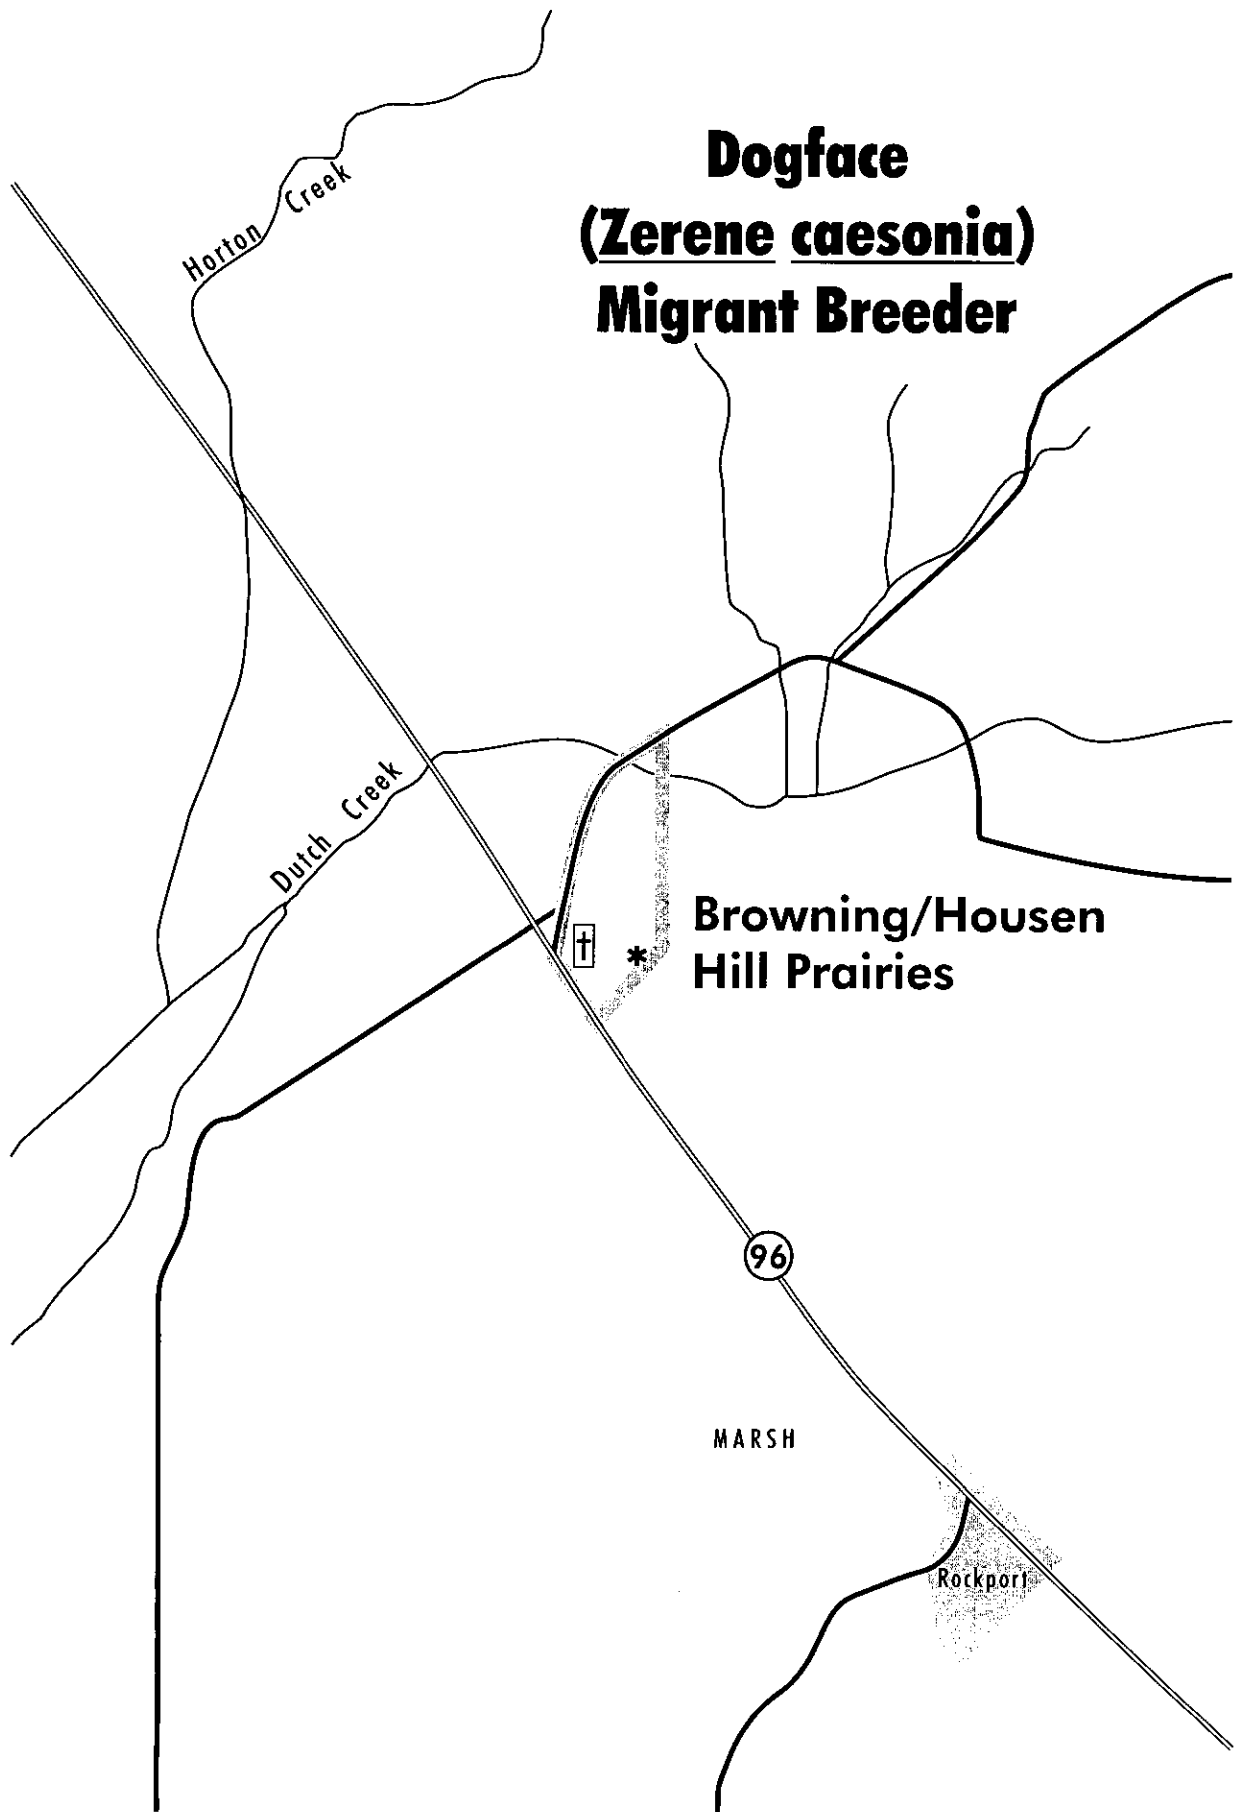 Dogface
(Zerene caesonia)
Migrant Breeder
Horton Creek
Dutch Creek
Browning/Housen
Hill Prairies
*
96
MARSH
Rockport